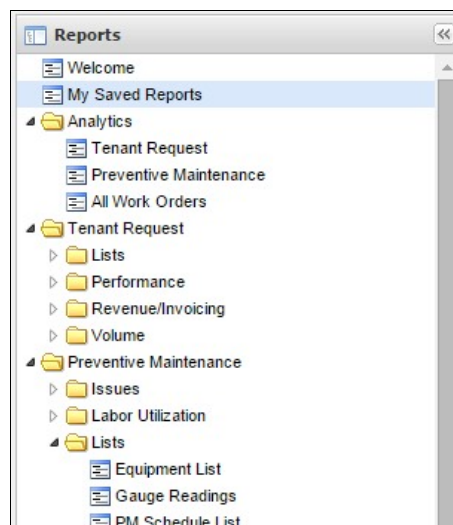 Reports
Welcome
My Saved Reports
Analytics
Tenant Request
Preventive Maintenance
All Work Orders
Tenant Request
Lists
Performance
Revenue/Invoicing
Volume
Preventive Maintenance
Issues
Labor Utilization
Lists
Equipment List
Gauge Readings
PM Schedule List